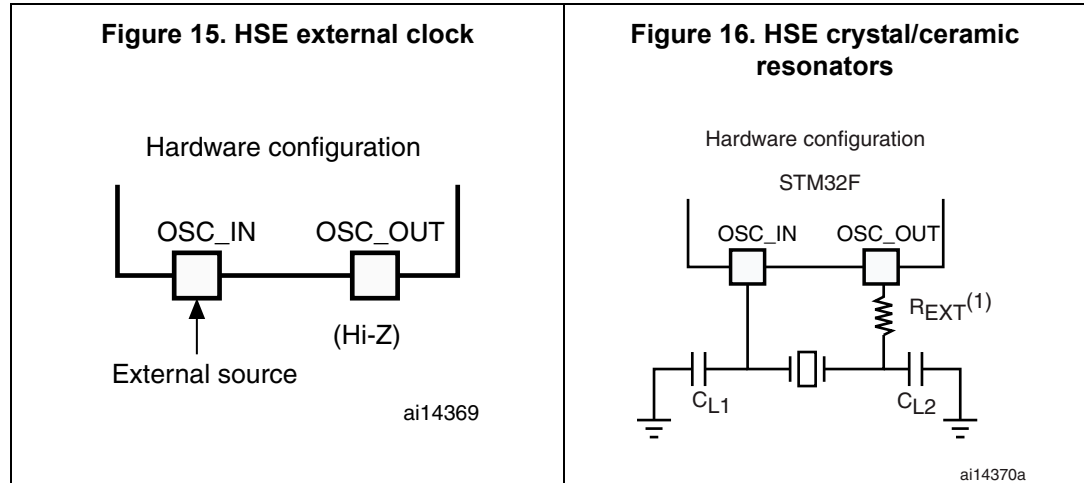 Figure 15. HSE external clock
Hardware configuration
OSC_IN OSC_OUT
(Hi-Z)
External source
ai14369
Figure 16. HSE crystal/ceramic
resonators
Hardware configuration
STM32F
OSC_IN OSC_OUT
REXT(1)
CL1 CL2
ai14370a